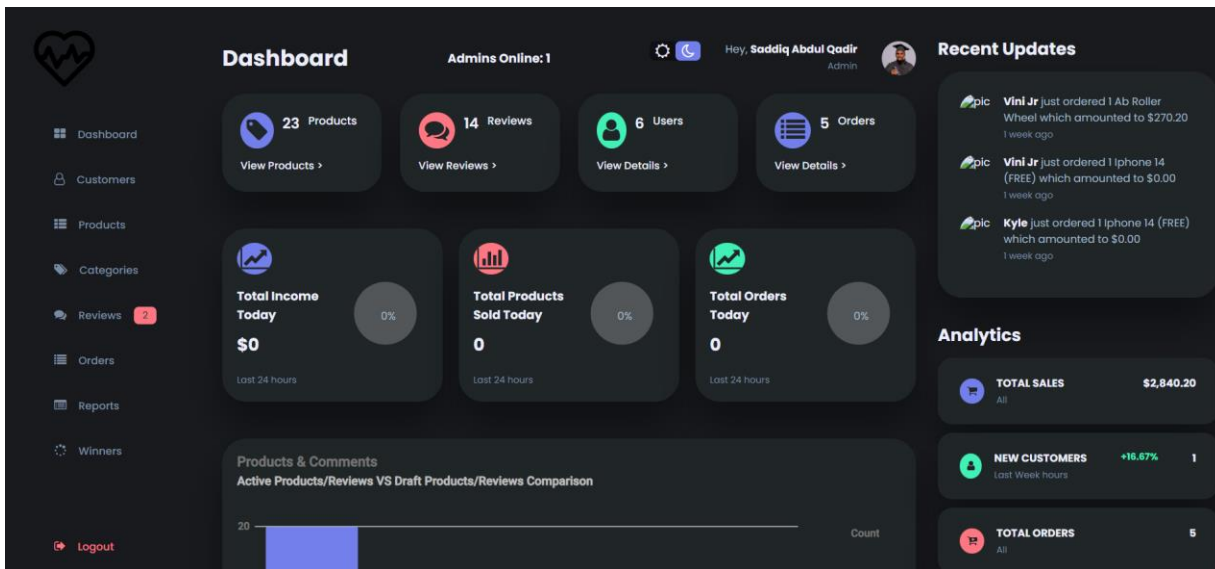 Dashboard
Admins Online: 1
Hey, Saddiq Abdul Qadir
Admin
Dashboard
Customers
Products
Categories
Reviews 2
Orders
Reports
Winners
Logout
23 Products
View Products >
14 Reviews
View Reviews >
6 Users
View Details >
5 Orders
View Details >
Total Income
Today
$0
0%
Last 24 hours
Total Products
Sold Today
0
0%
Last 24 hours
Total Orders
Today
0
0%
Last 24 hours
Products & Comments
Active Products/Reviews VS Draft Products/Reviews Comparison
20
Count
Recent Updates
pic
Vini Jr just ordered 1 Ab Roller
Wheel which amounted to $270.20
1 week ago
pic
Vini Jr just ordered 1 Iphone 14
(FREE) which amounted to $0.00
1 week ago
pic
Kyle just ordered 1 Iphone 14 (FREE)
which amounted to $0.00
1 week ago
Analytics
TOTAL SALES $2,840.20
All
NEW CUSTOMERS +16.67% 1
Last Week hours
TOTAL ORDERS 5
All